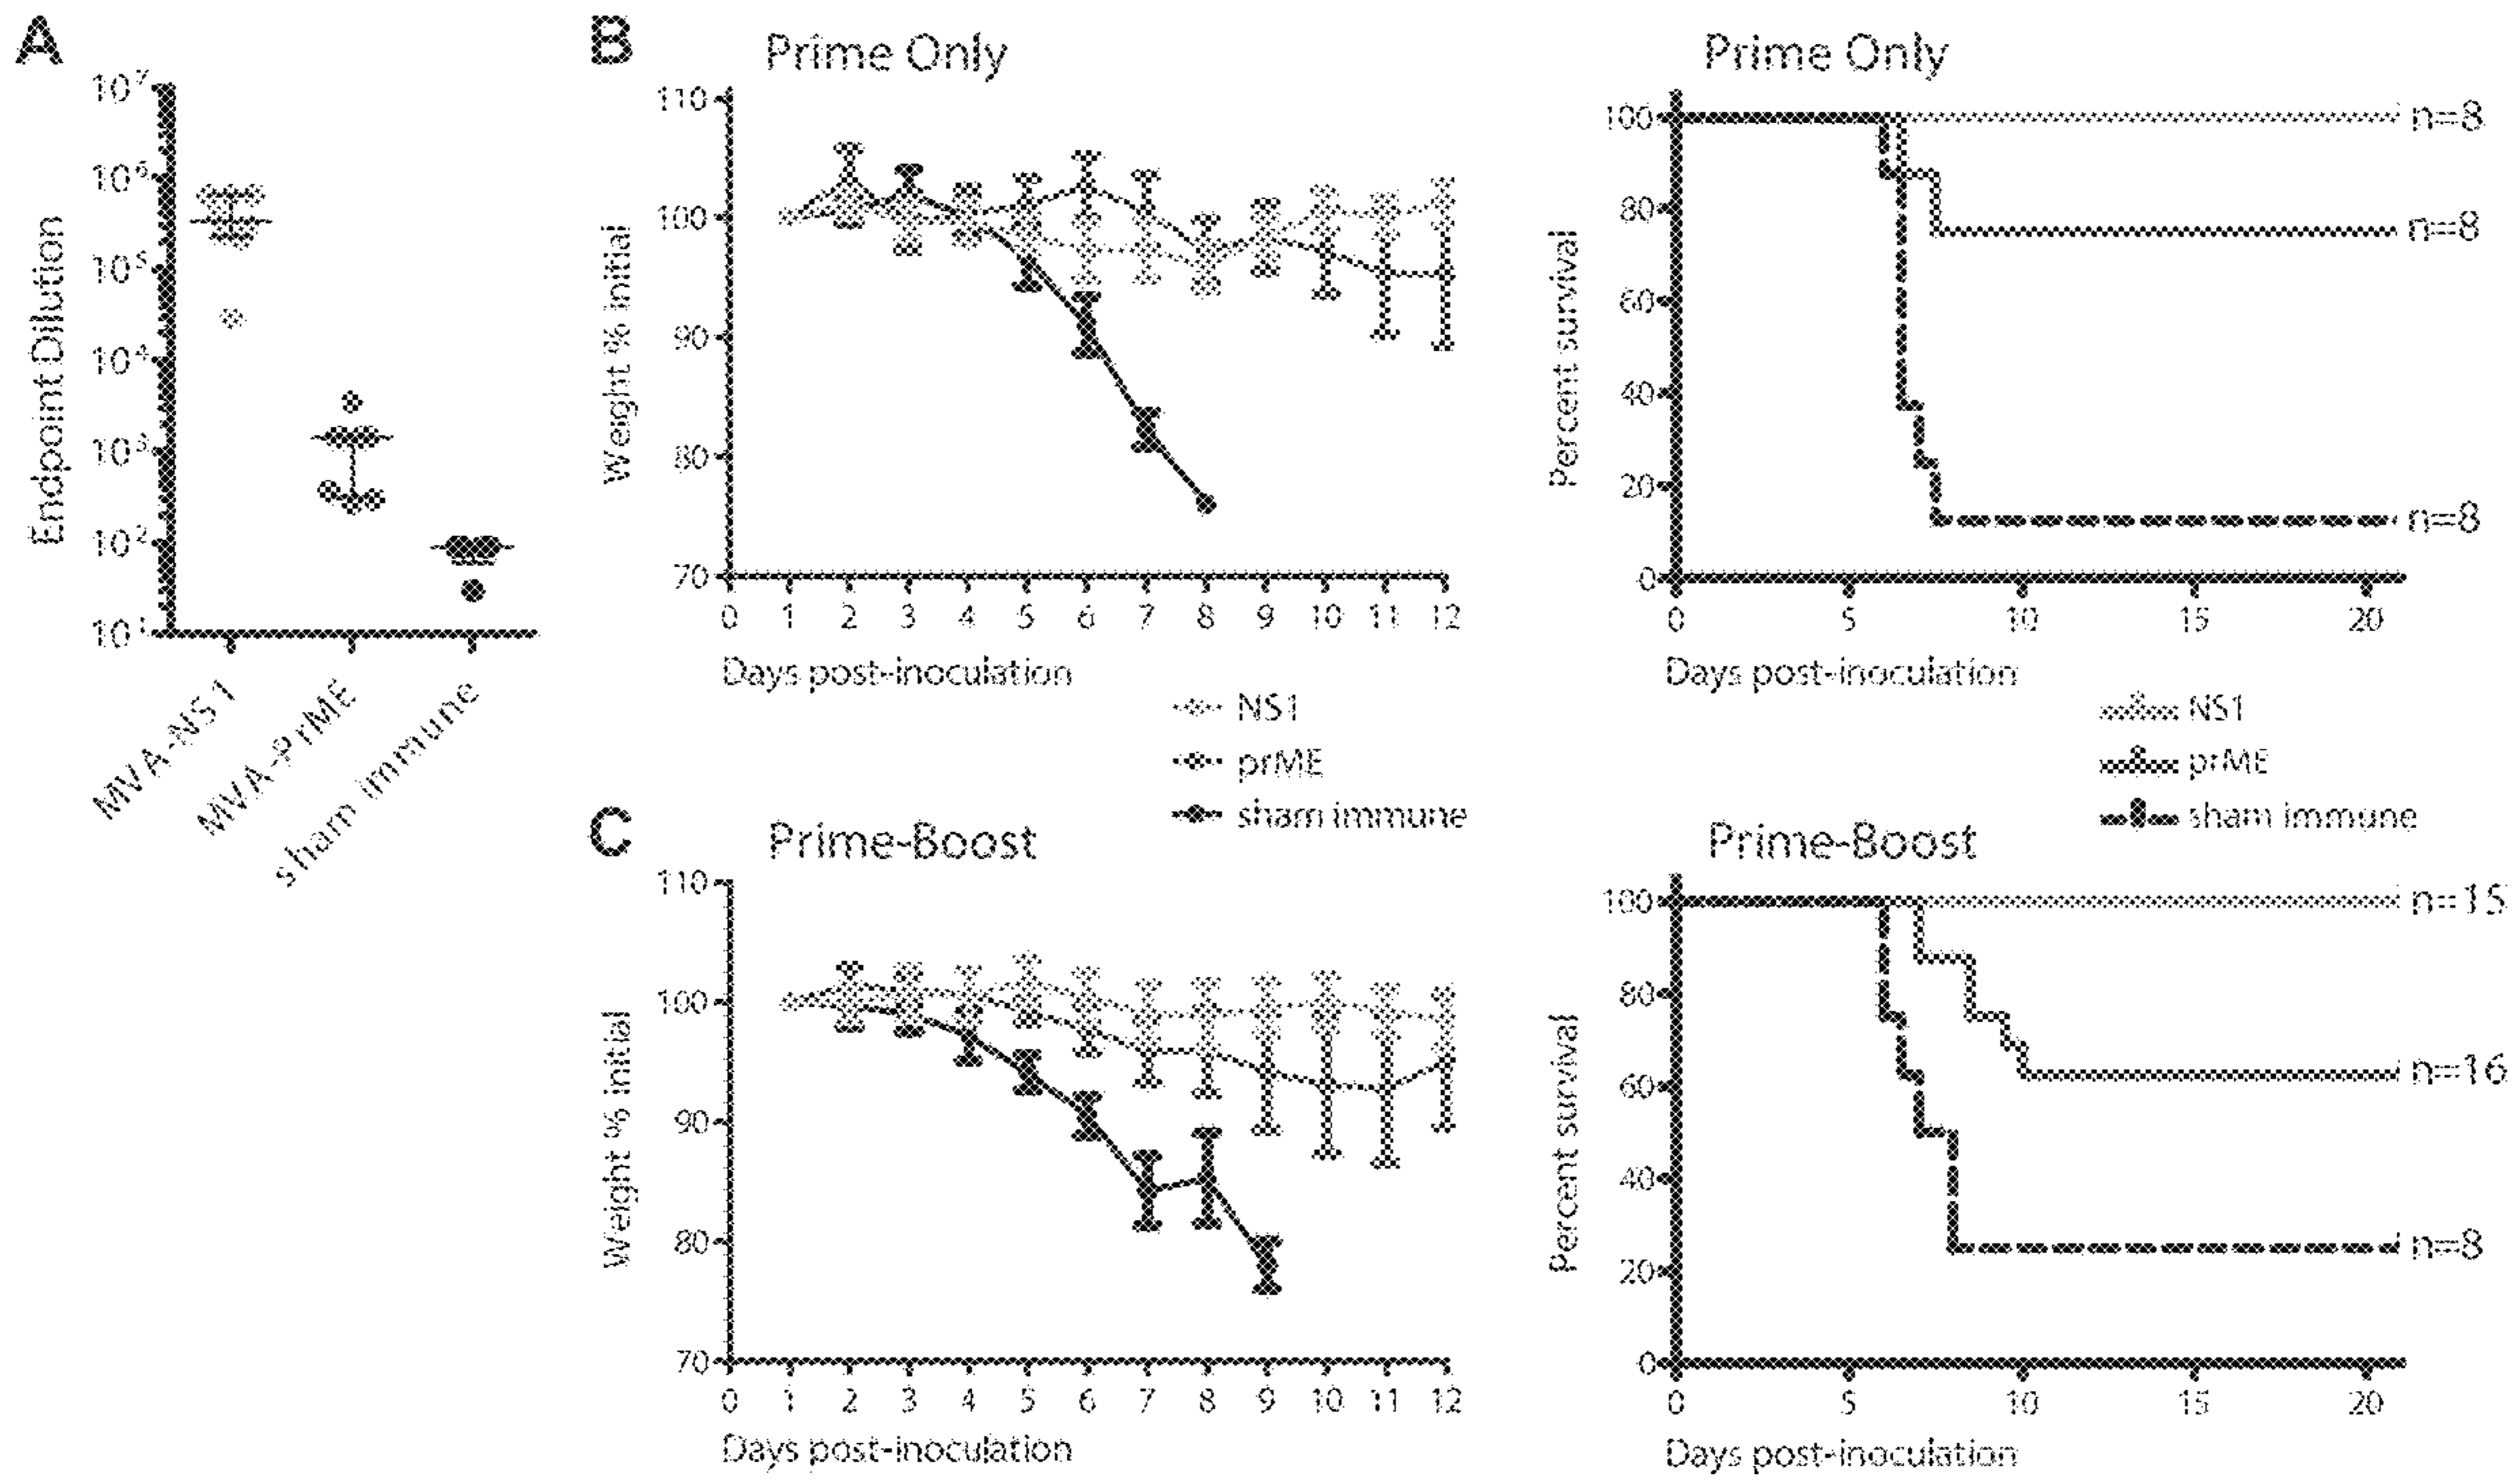 A
10⁷
10⁶
10⁵
10⁴
10³
10²
10¹
Endpoint Dilution
MVA-NS1
MVA-PrME
sham immune
B
Prime Only
110
100
90
80
70
Weight % initial
0 1 2 3 4 5 6 7 8 9 10 11 12
Days post-inoculation
NS1
prME
sham immune
Prime Only
100
80
60
40
20
0
Percent survival
n=8
n=8
n=8
0 5 10 15 20
Days post-inoculation
NS1
prME
sham immune
C
Prime-Boost
110
100
90
80
70
Weight % initial
0 1 2 3 4 5 6 7 8 9 10 11 12
Days post-inoculation
Prime-Boost
100
80
60
40
20
0
Percent survival
n=15
n=16
n=8
0 5 10 15 20
Days post-inoculation